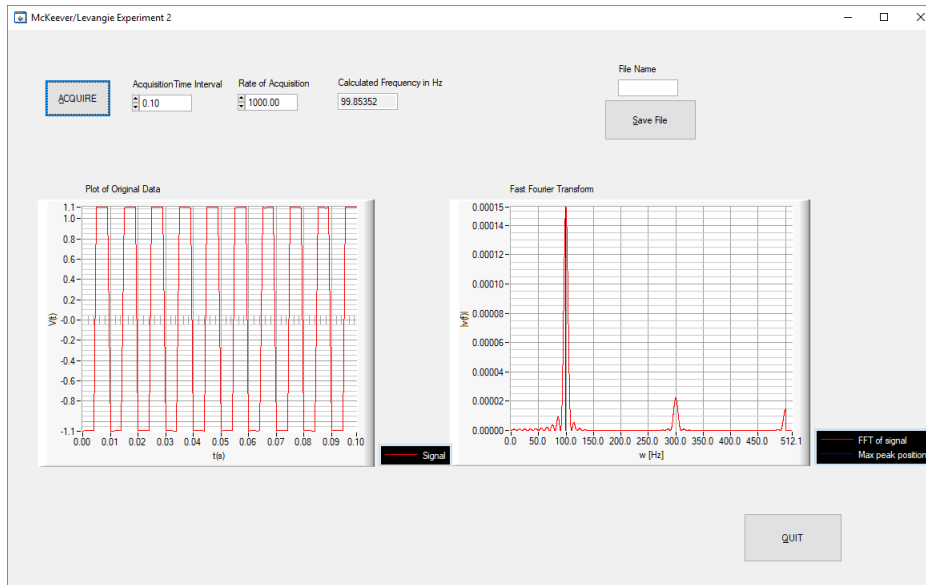 McKeever/Levangie Experiment 2
ACQUIRE
Acquisition Time Interval
0.10
Rate of Acquisition
1000.00
Calculated Frequency in Hz
99.85352
File Name
Save File
Plot of Original Data
1.1
1.0
0.8
0.6
0.4
0.2
-0.0
-0.2
-0.4
-0.6
-0.8
-1.1
V(t)
0.00 0.01 0.02 0.03 0.04 0.05 0.06 0.07 0.08 0.09 0.10
t(s)
Signal
Fast Fourier Transform
0.00015
0.00014
0.00012
0.00010
0.00008
0.00006
0.00004
0.00002
0.00000
|v(f)|
0.0 50.0 100.0 150.0 200.0 250.0 300.0 350.0 400.0 450.0 512.1
w [Hz]
FFT of signal
Max peak position
QUIT